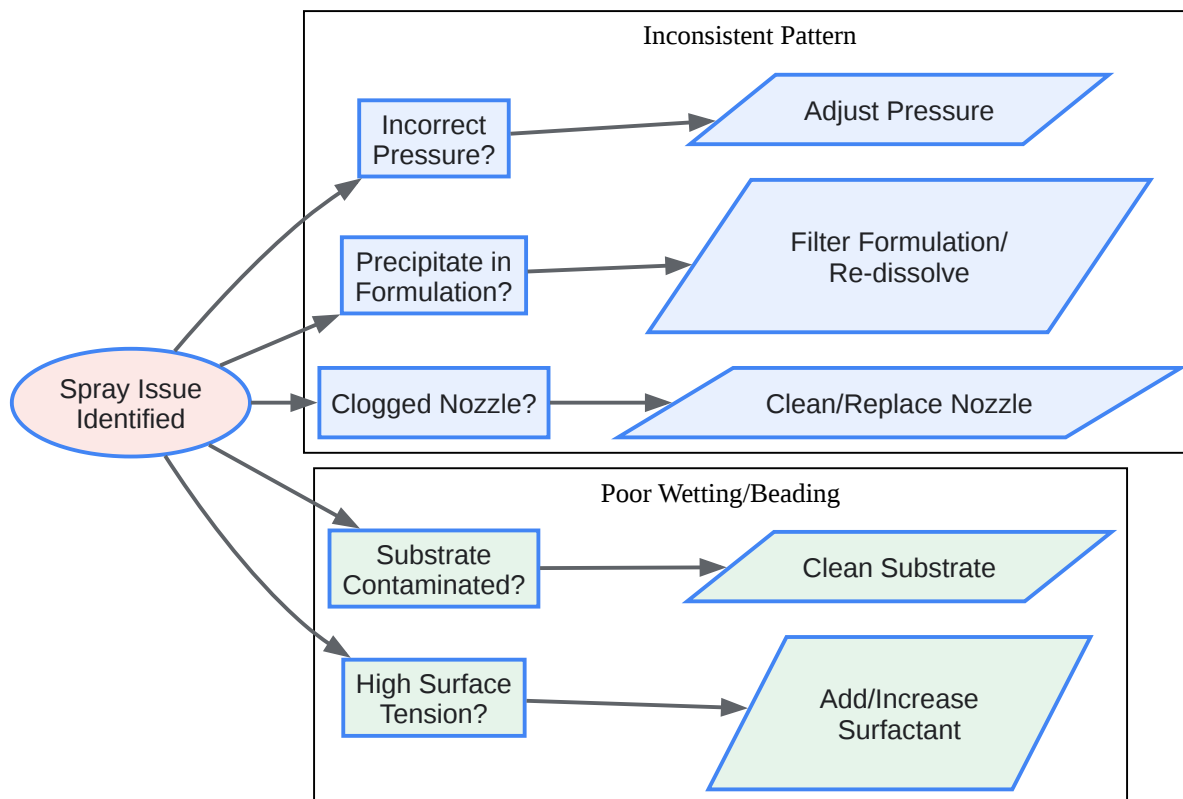 Inconsistent Pattern
Incorrect
Pressure?
Adjust Pressure
Precipitate in
Formulation?
Filter Formulation/
Re-dissolve
Spray Issue
Identified
Clogged Nozzle?
Clean/Replace Nozzle
Poor Wetting/Beading
Substrate
Contaminated?
Clean Substrate
High Surface
Tension?
Add/Increase
Surfactant